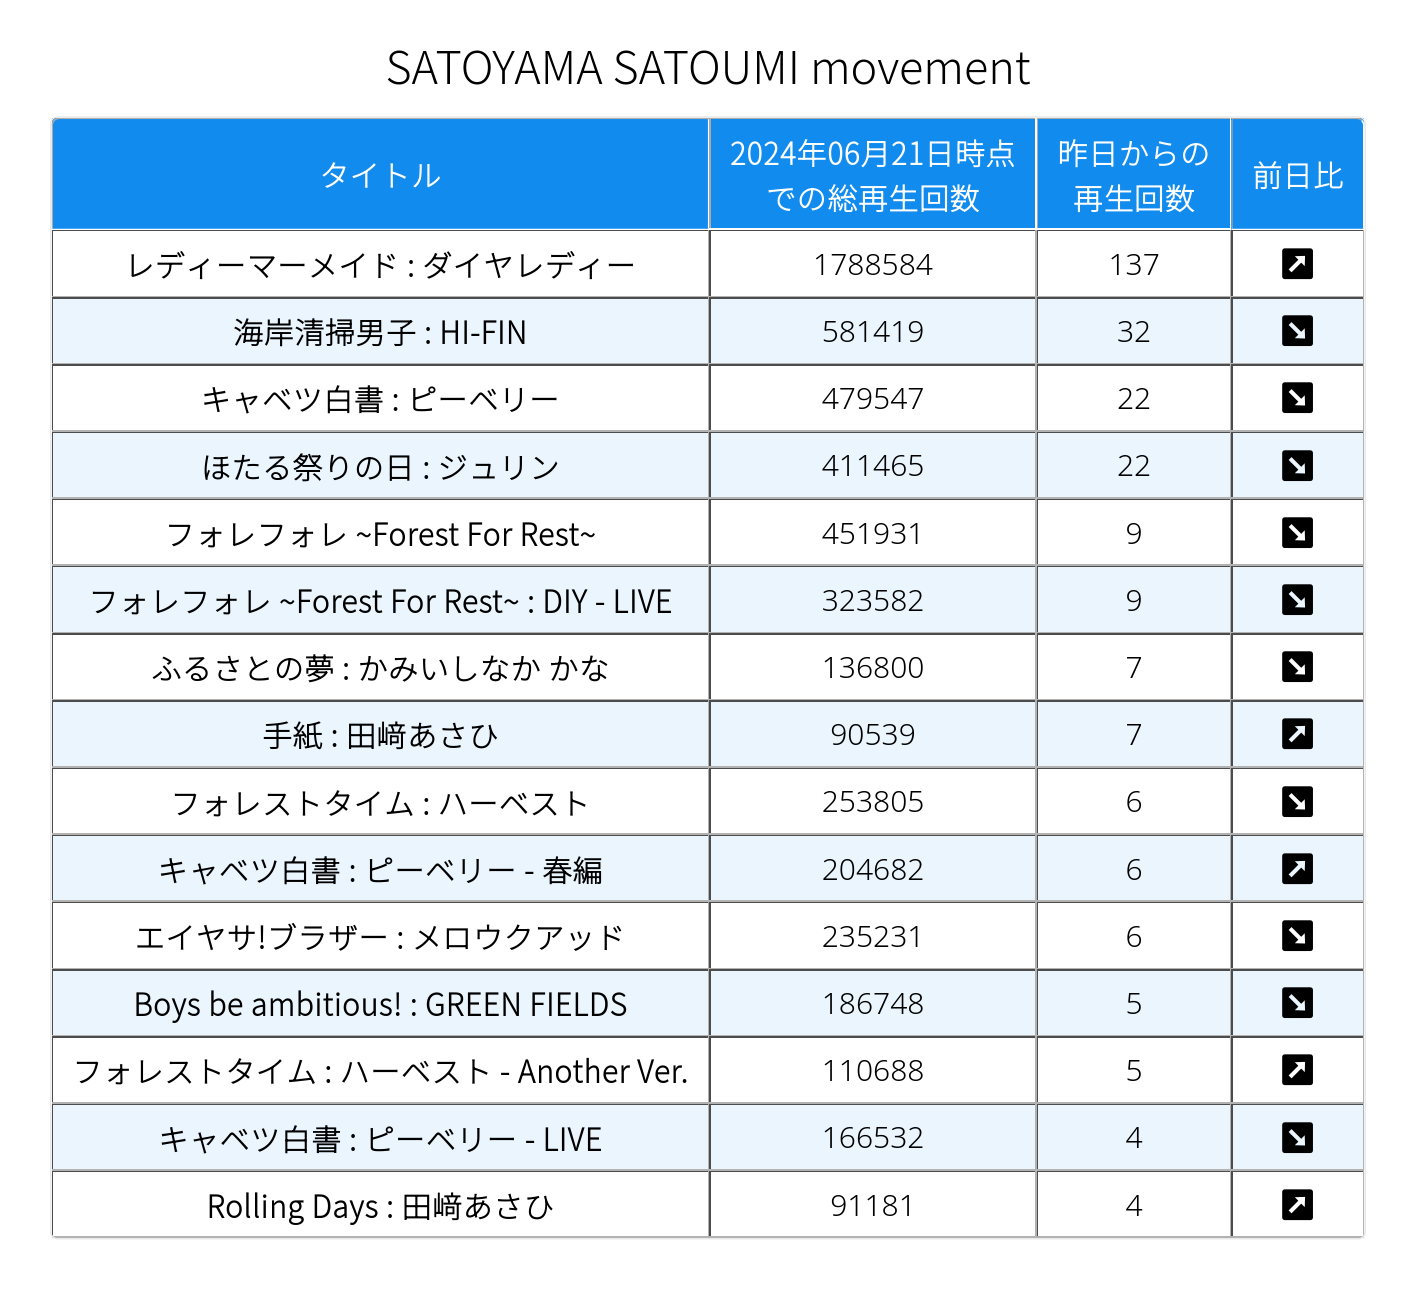 SATOYAMA SATOUMI movement
タイトル 2024年06月21日時点での総再生回数 昨日からの再生回数 前日比
レディーマーメイド : ダイヤレディー 1788584 137 ↗
海岸清掃男子 : HI-FIN 581419 32 ↘
キャベツ白書 : ピーベリー 479547 22 ↘
ほたる祭りの日 : ジュリン 411465 22 ↘
フォレフォレ ~Forest For Rest~ 451931 9 ↘
フォレフォレ ~Forest For Rest~ : DIY - LIVE 323582 9 ↘
ふるさとの夢 : かみいしなか かな 136800 7 ↘
手紙 : 田﨑あさひ 90539 7 ↗
フォレストタイム : ハーベスト 253805 6 ↘
キャベツ白書 : ピーベリー - 春編 204682 6 ↗
エイヤサ!ブラザー : メロウクアッド 235231 6 ↘
Boys be ambitious! : GREEN FIELDS 186748 5 ↘
フォレストタイム : ハーベスト - Another Ver. 110688 5 ↗
キャベツ白書 : ピーベリー - LIVE 166532 4 ↘
Rolling Days : 田﨑あさひ 91181 4 ↗